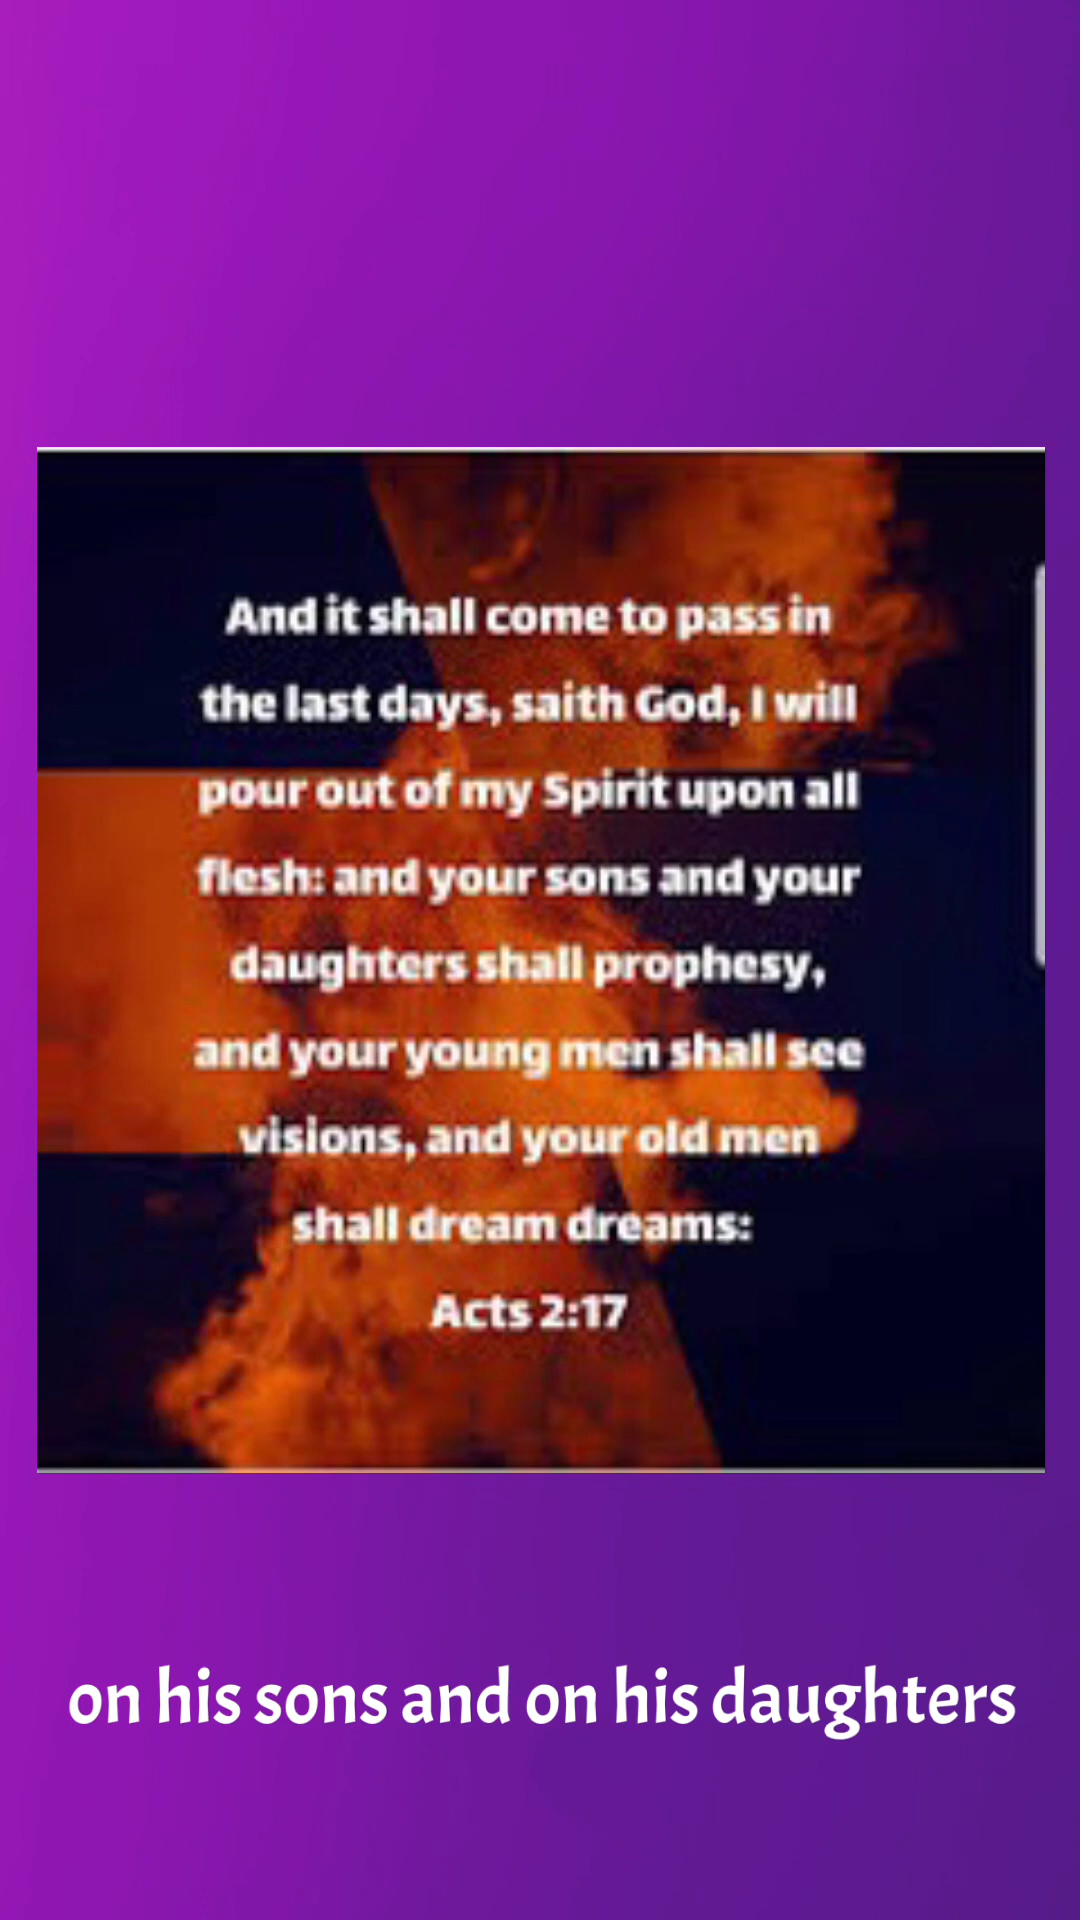 And it shall come to pass in
the last days, saith God, I will
pour out of my Spirit upon all
flesh: and your sons and your
daughters shall prophesy,
and your young men shall see
visions, and your old men
shall dream dreams:
Acts 2:17
on his sons and on his daughters